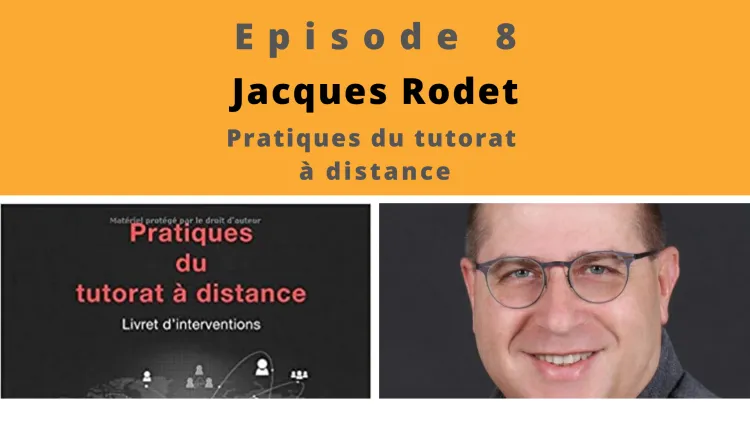 Episode 8
Jacques Rodet
Pratiques du tutorat
à distance
Matériel protégé par le droit d'auteur
Pratiques
du
tutorat à distance
Livret d'interventions